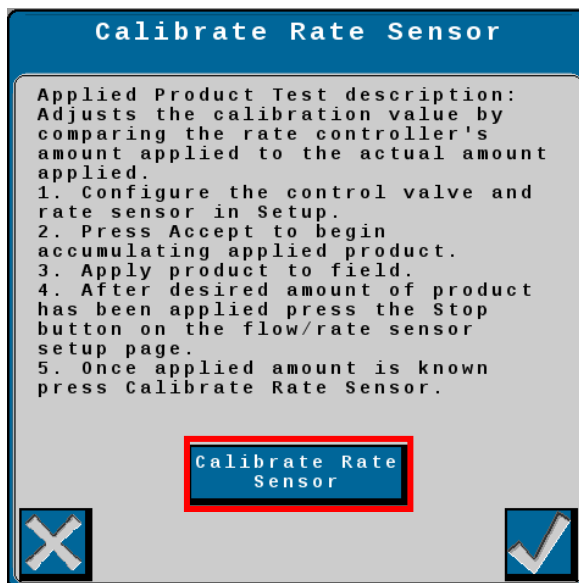 Calibrate Rate Sensor
Applied Product Test description:
Adjusts the calibration value by
comparing the rate controller's
amount applied to the actual amount
applied.
1. Configure the control valve and
rate sensor in Setup.
2. Press Accept to begin
accumulating applied product.
3. Apply product to field.
4. After desired amount of product
has been applied press the Stop
button on the flow/rate sensor
setup page.
5. Once applied amount is known
press Calibrate Rate Sensor.
Calibrate Rate
Sensor